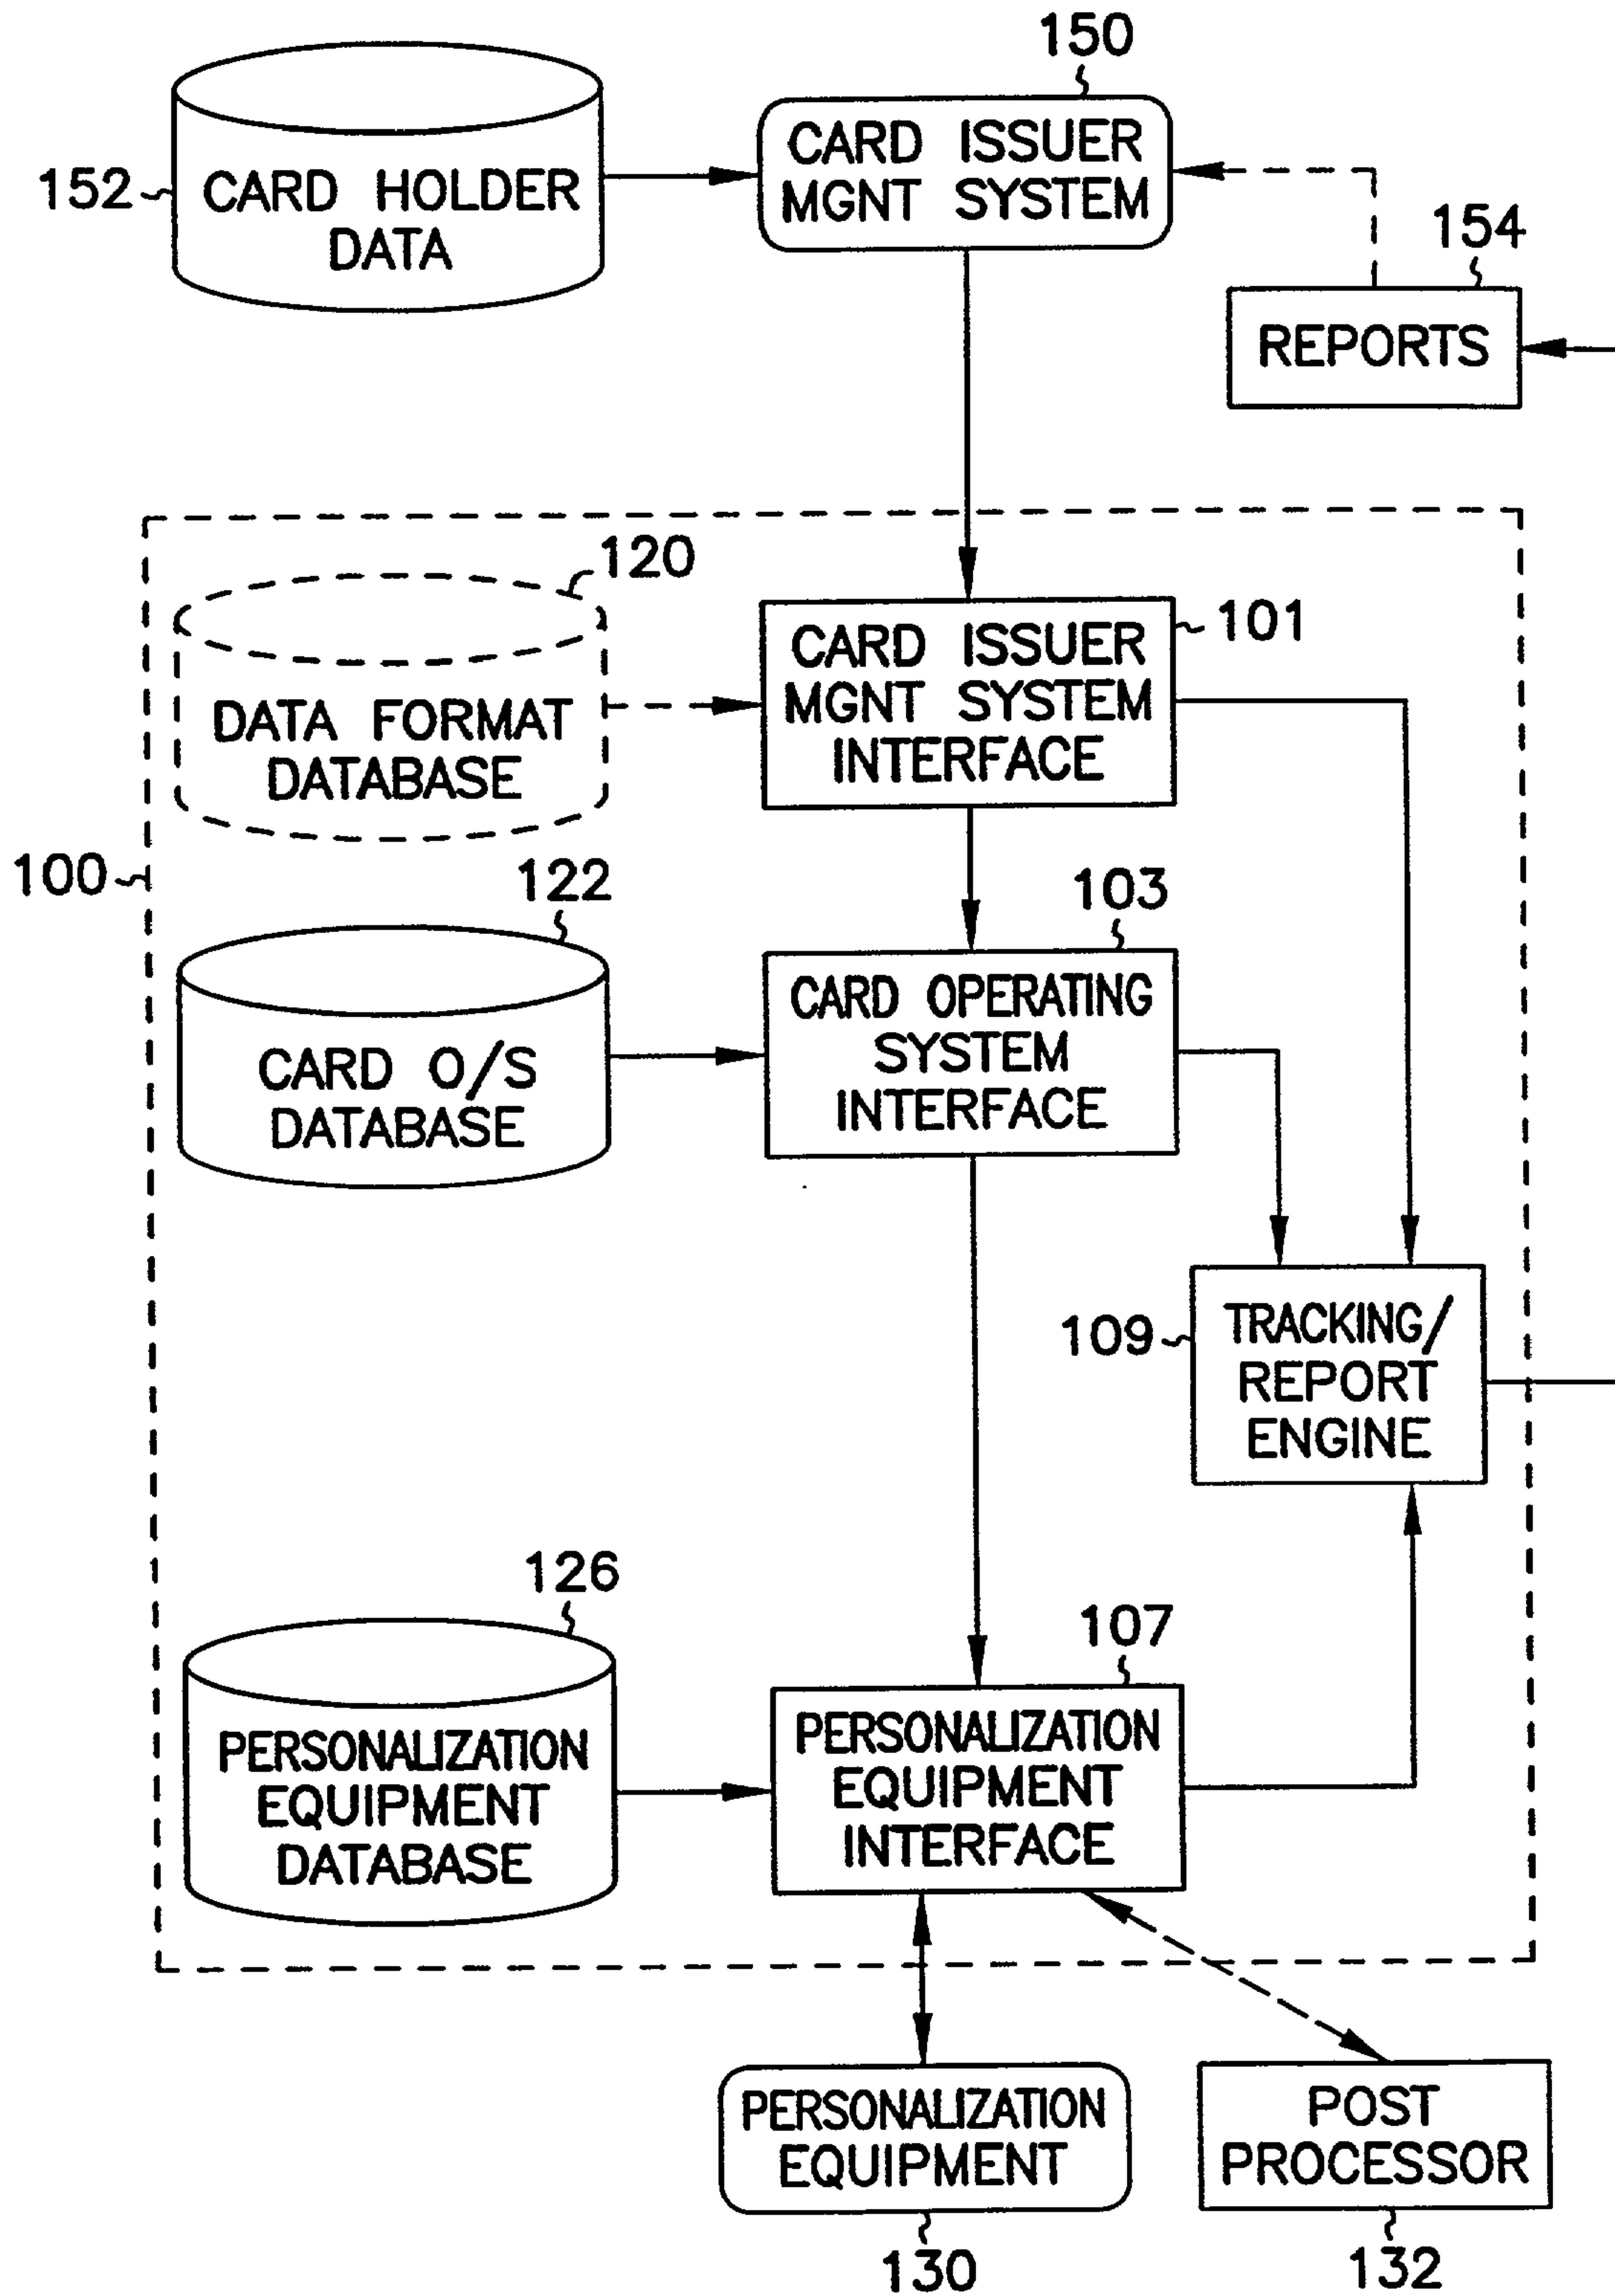 150
CARD ISSUER
MGNT SYSTEM
152
CARD HOLDER
DATA
154
REPORTS
120
DATA FORMAT
DATABASE
101
CARD ISSUER
MGNT SYSTEM
INTERFACE
100
122
CARD O/S
DATABASE
103
CARD OPERATING
SYSTEM
INTERFACE
109
TRACKING/
REPORT
ENGINE
126
PERSONALIZATION
EQUIPMENT
DATABASE
107
PERSONALIZATION
EQUIPMENT
INTERFACE
PERSONALIZATION
EQUIPMENT
130
POST
PROCESSOR
132